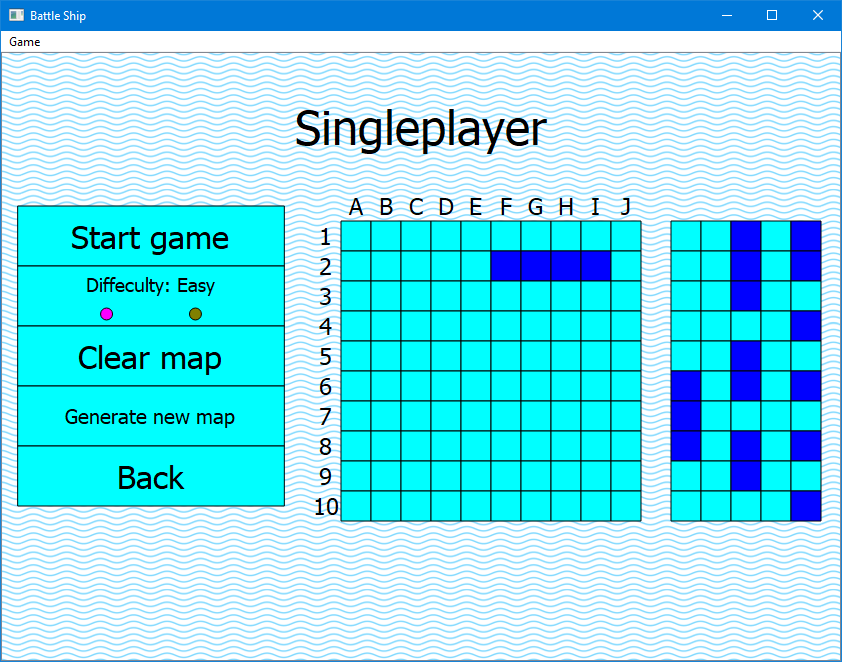 Battle Ship
Game
Singleplayer
A B C D E F G H I J
Start game
Diffeculty: Easy
Clear map
Generate new map
Back
1
2
3
4
5
6
7
8
9
10